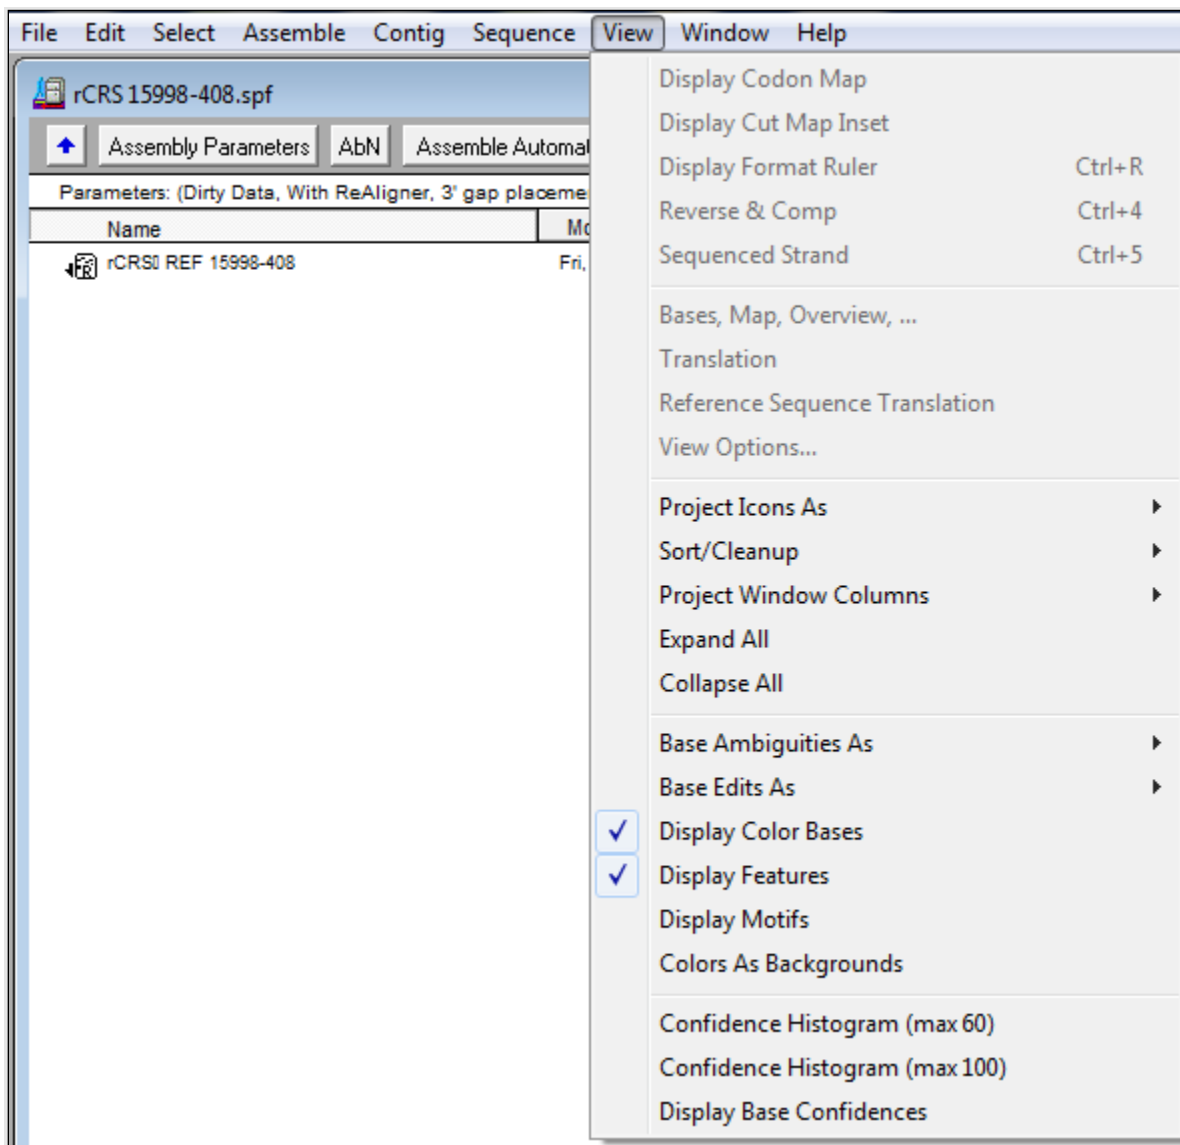 File Edit Select Assemble Contig Sequence View Window Help
rCRS 15998-408.spf
Assembly Parameters AbN Assemble Automat
Parameters: (Dirty Data, With ReAligner, 3' gap placeme
Name Mo
rCRS▯ REF 15998-408 Fri,
Display Codon Map
Display Cut Map Inset
Display Format Ruler Ctrl+R
Reverse & Comp Ctrl+4
Sequenced Strand Ctrl+5
Bases, Map, Overview, ...
Translation
Reference Sequence Translation
View Options...
Project Icons As
Sort/Cleanup
Project Window Columns
Expand All
Collapse All
Base Ambiguities As
Base Edits As
Display Color Bases
Display Features
Display Motifs
Colors As Backgrounds
Confidence Histogram (max 60)
Confidence Histogram (max 100)
Display Base Confidences